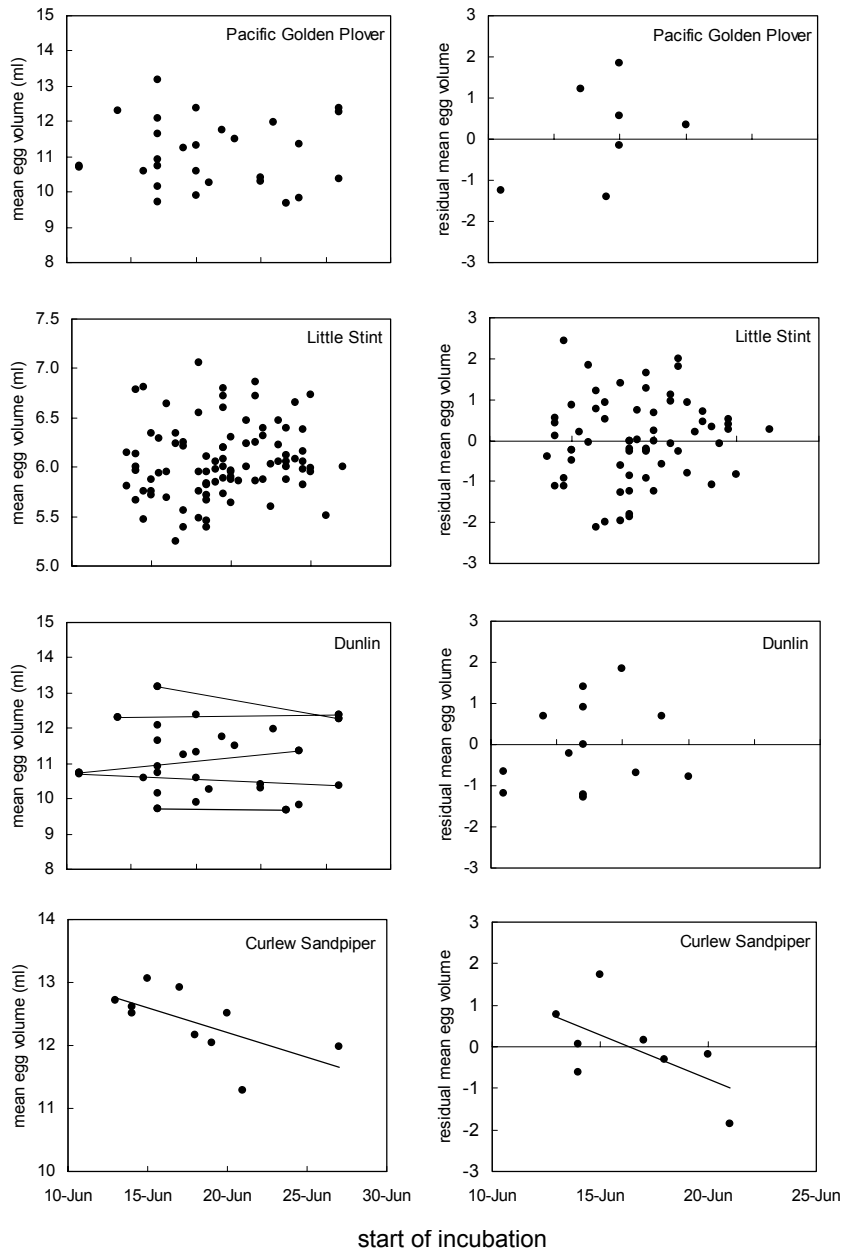 15
14
13
12
11
10
9
8
mean egg volume (ml)
Pacific Golden Plover
3
2
1
0
-1
-2
-3
residual mean egg volume
Pacific Golden Plover
7.5
7.0
6.5
6.0
5.5
5.0
mean egg volume (ml)
Little Stint
3
2
1
0
-1
-2
-3
residual mean egg volume
Little Stint
15
14
13
12
11
10
9
8
mean egg volume (ml)
Dunlin
3
2
1
0
-1
-2
-3
residual mean egg volume
Dunlin
14
13
12
11
10
mean egg volume (ml)
Curlew Sandpiper
10-Jun 15-Jun 20-Jun 25-Jun 30-Jun
3
2
1
0
-1
-2
-3
residual mean egg volume
Curlew Sandpiper
10-Jun 15-Jun 20-Jun 25-Jun
start of incubation